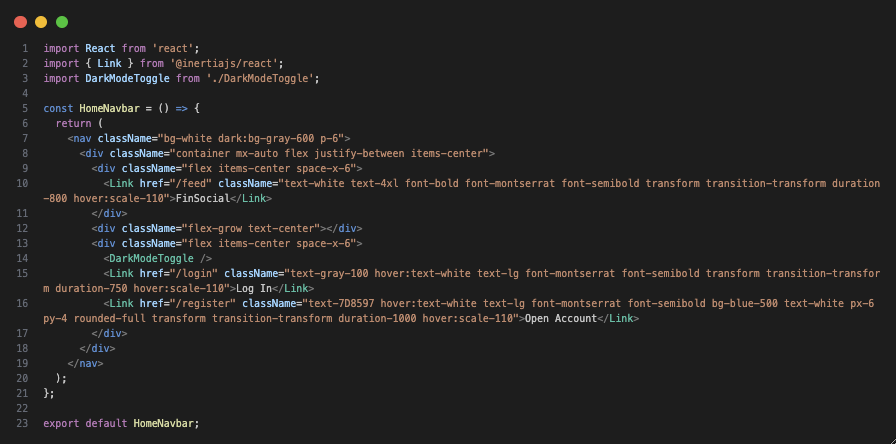 1 import React from 'react';
2 import { Link } from '@inertiajs/react';
3 import DarkModeToggle from './DarkModeToggle';
4
5 const HomeNavbar = () => {
6   return (
7     <nav className="bg-white dark:bg-gray-600 p-6">
8       <div className="container mx-auto flex justify-between items-center">
9         <div className="flex items-center space-x-6">
10           <Link href="/feed" className="text-white text-4xl font-bold font-montserrat font-semibold transform transition-transform duration
-800 hover:scale-110">FinSocial</Link>
11         </div>
12         <div className="flex-grow text-center"></div>
13         <div className="flex items-center space-x-6">
14           <DarkModeToggle />
15           <Link href="/login" className="text-gray-100 hover:text-white text-lg font-montserrat font-semibold transform transition-transfor
m duration-750 hover:scale-110">Log In</Link>
16           <Link href="/register" className="text-7D8597 hover:text-white text-lg font-montserrat font-semibold bg-blue-500 text-white px-6
py-4 rounded-full transform transition-transform duration-1000 hover:scale-110">Open Account</Link>
17         </div>
18       </div>
19     </nav>
20   );
21 };
22
23 export default HomeNavbar;